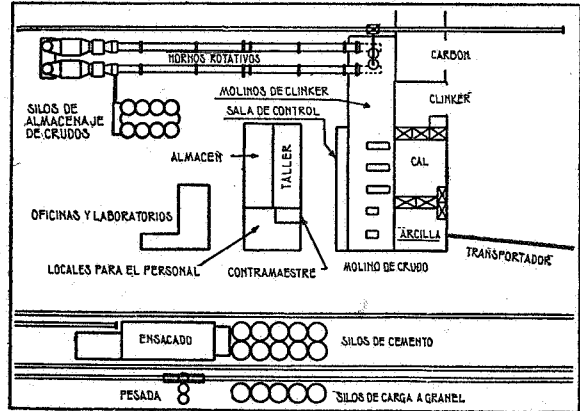 CARBON
HORNOS ROTATIVOS
MOLINOS DE CLINKER
CLINKER
SILOS DE
ALMACENAJE
DE CRUDOS
SALA DE CONTROL
ALMACEN
TALLER
CAL
OFICINAS Y LABORATORIOS
ARCILLA
LOCALES PARA EL PERSONAL
CONTRAMAESTRE
MOLINO DE CRUDO
TRANSPORTADOR
ENSACADO
SILOS DE CEMENTO
PESADA
SILOS DE CARGA A GRANEL